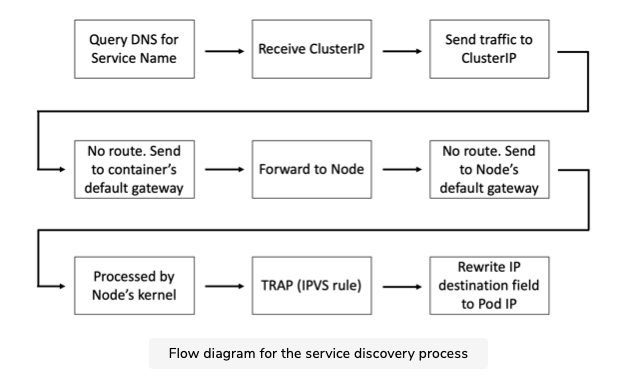 Query DNS for
Service Name
Receive ClusterIP
Send traffic to
ClusterIP
No route. Send
to container's
default gateway
Forward to Node
No route. Send
to Node's
default gateway
Processed by
Node's kernel
TRAP (IPVS rule)
Rewrite IP
destination field
to Pod IP
Flow diagram for the service discovery process